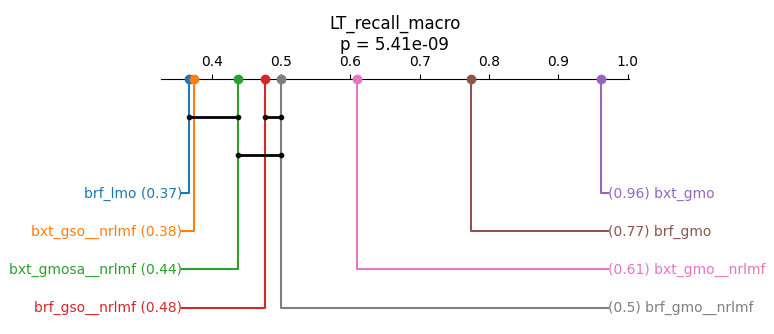 LT_recall_macro
p = 5.41e-09
0.4 0.5 0.6 0.7 0.8 0.9 1.0
brf_lmo (0.37) (0.96) bxt_gmo
bxt_gso__nrlmf (0.38) (0.77) brf_gmo
bxt_gmosa__nrlmf (0.44) (0.61) bxt_gmo__nrlmf
brf_gso__nrlmf (0.48) (0.5) brf_gmo__nrlmf